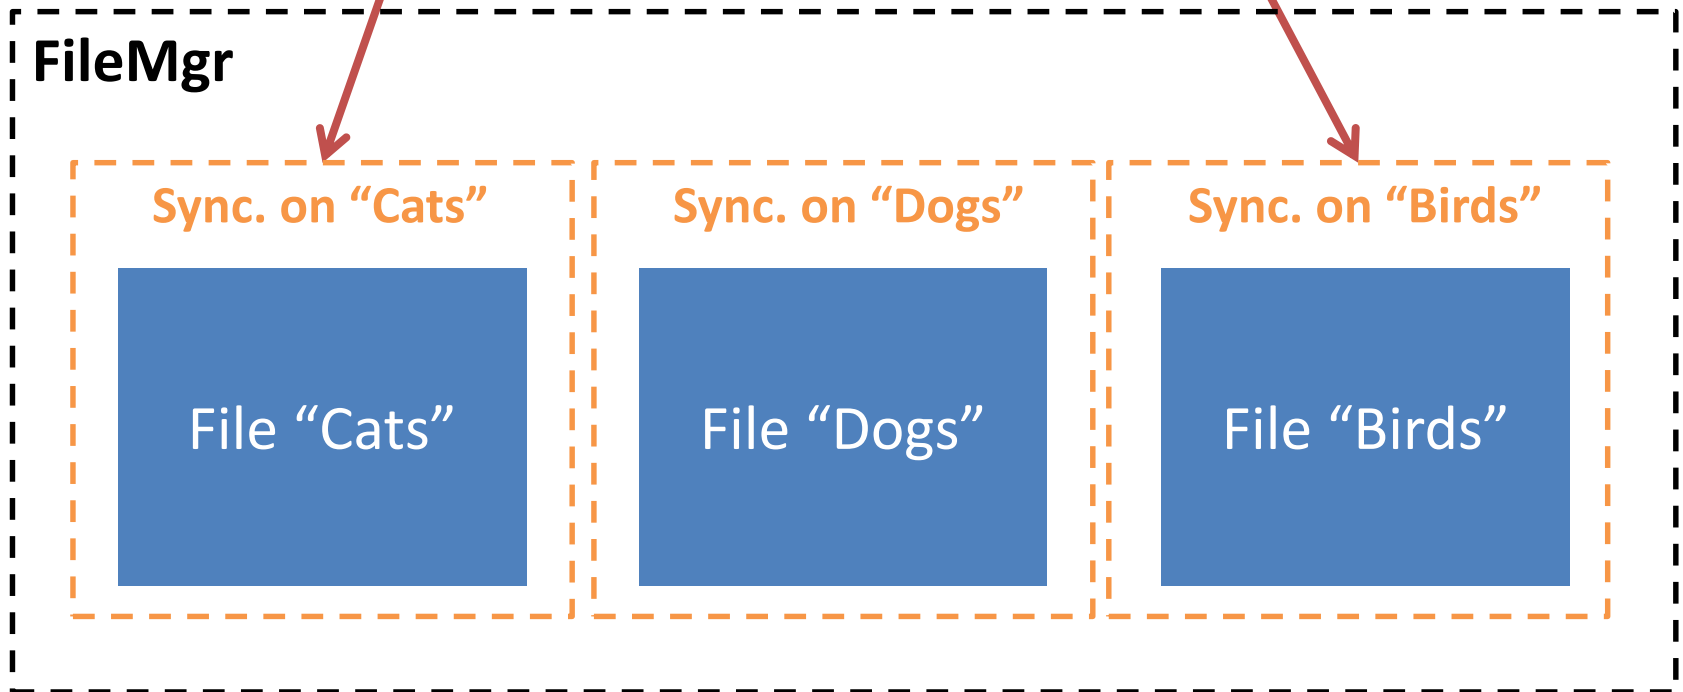 FileMgr
Sync. on “Cats”
Sync. on “Dogs”
Sync. on “Birds”
File “Cats”
File “Dogs”
File “Birds”